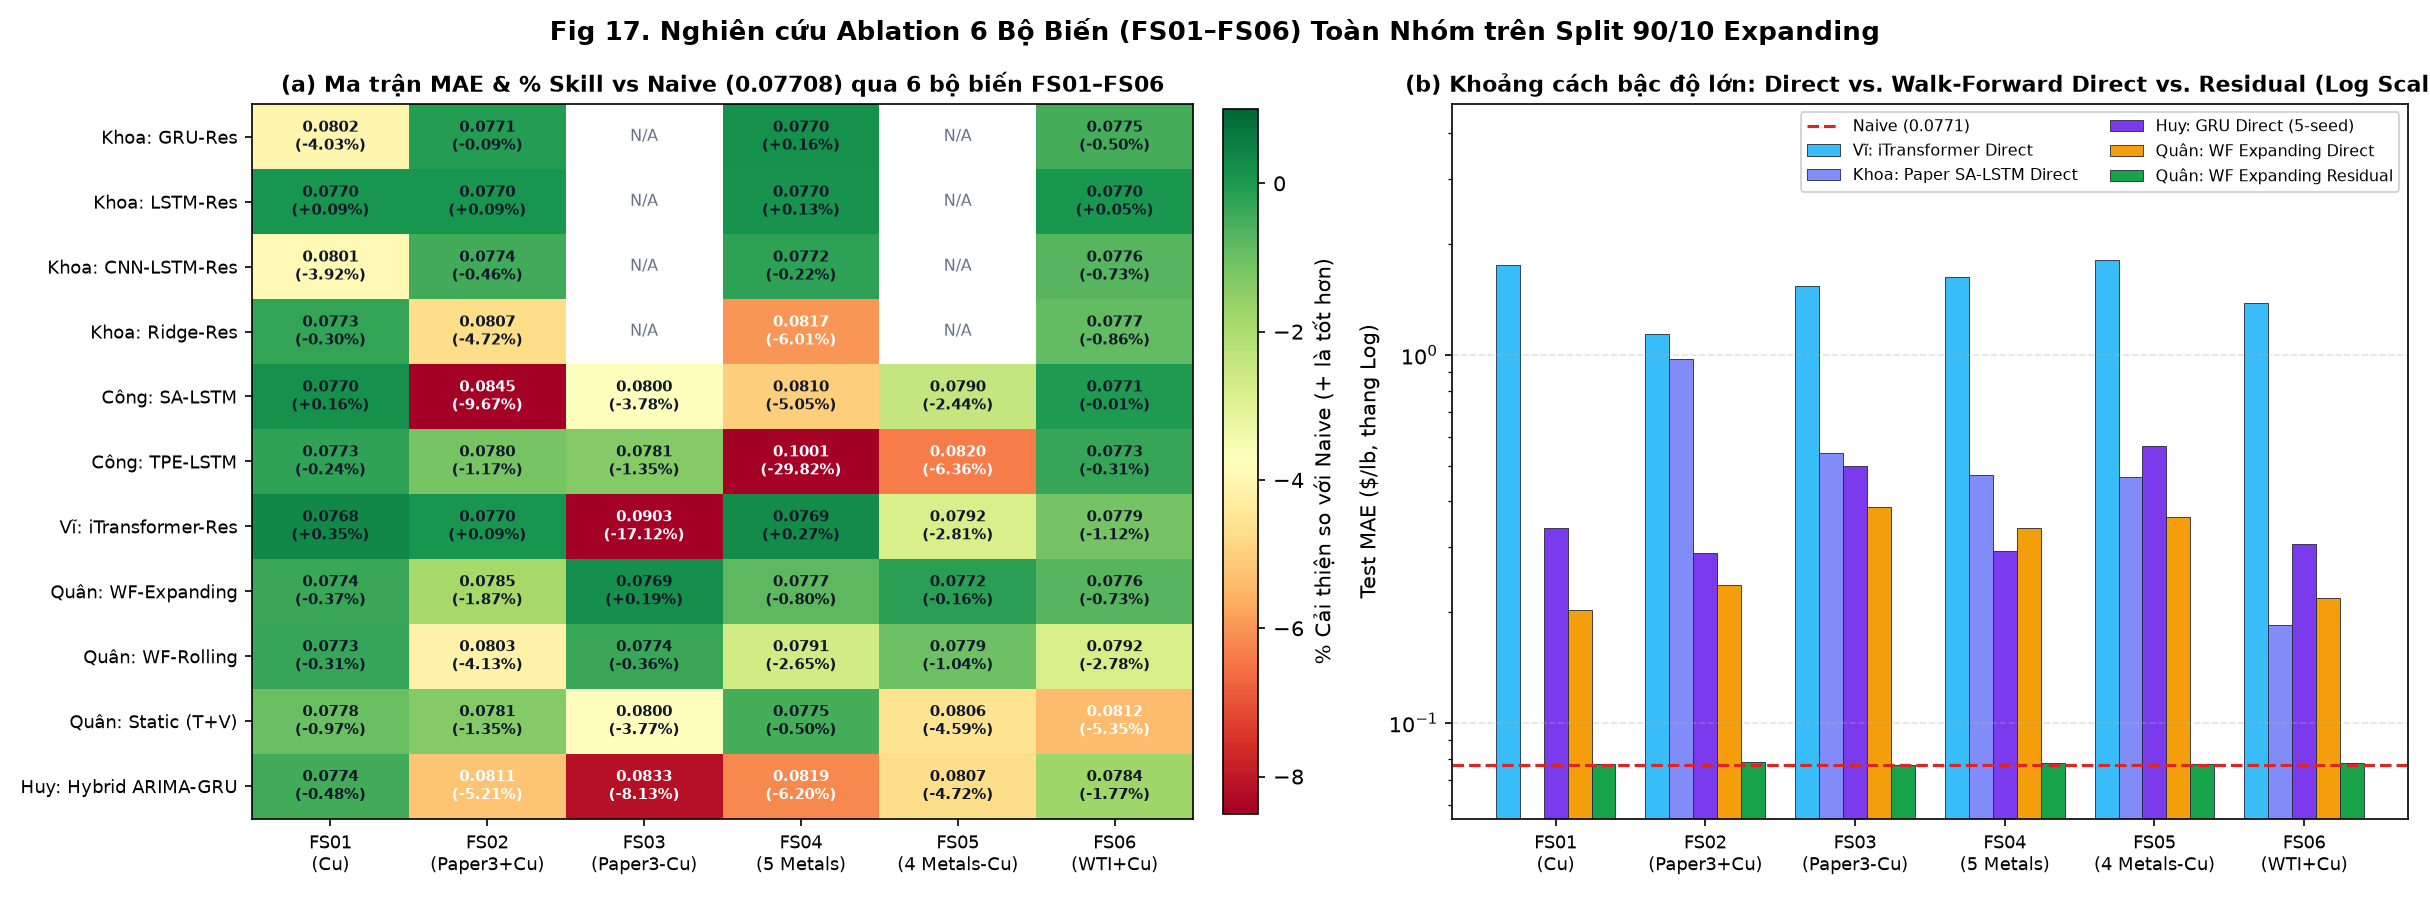 Fig 17. Nghiên cứu Ablation 6 Bộ Biến (FS01–FS06) Toàn Nhóm trên Split 90/10 Expanding
(a) Ma trận MAE & % Skill vs Naive (0.07708) qua 6 bộ biến FS01–FS06
Khoa: GRU-Res
0.0802 0.0771 N/A 0.0770 N/A 0.0775
(-4.03%) (-0.09%) (+0.16%) (-0.50%)
Khoa: LSTM-Res
0.0770 0.0770 N/A 0.0770 N/A 0.0770
(+0.09%) (+0.09%) (+0.13%) (+0.05%)
Khoa: CNN-LSTM-Res
0.0801 0.0774 N/A 0.0772 N/A 0.0776
(-3.92%) (-0.46%) (-0.22%) (-0.73%)
Khoa: Ridge-Res
0.0773 0.0807 N/A 0.0817 N/A 0.0777
(-0.30%) (-4.72%) (-6.01%) (-0.86%)
Công: SA-LSTM
0.0770 0.0845 0.0800 0.0810 0.0790 0.0771
(+0.16%) (-9.67%) (-3.78%) (-5.05%) (-2.44%) (-0.01%)
Công: TPE-LSTM
0.0773 0.0780 0.0781 0.1001 0.0820 0.0773
(-0.24%) (-1.17%) (-1.35%) (-29.82%) (-6.36%) (-0.31%)
Vĩ: iTransformer-Res
0.0768 0.0770 0.0903 0.0769 0.0792 0.0779
(+0.35%) (+0.09%) (-17.12%) (+0.27%) (-2.81%) (-1.12%)
Quân: WF-Expanding
0.0774 0.0785 0.0769 0.0777 0.0772 0.0776
(-0.37%) (-1.87%) (+0.19%) (-0.80%) (-0.16%) (-0.73%)
Quân: WF-Rolling
0.0773 0.0803 0.0774 0.0791 0.0779 0.0792
(-0.31%) (-4.13%) (-0.36%) (-2.65%) (-1.04%) (-2.78%)
Quân: Static (T+V)
0.0778 0.0781 0.0800 0.0775 0.0806 0.0812
(-0.97%) (-1.35%) (-3.77%) (-0.50%) (-4.59%) (-5.35%)
Huy: Hybrid ARIMA-GRU
0.0774 0.0811 0.0833 0.0819 0.0807 0.0784
(-0.48%) (-5.21%) (-8.13%) (-6.20%) (-4.72%) (-1.77%)
FS01 FS02 FS03 FS04 FS05 FS06
(Cu) (Paper3+Cu) (Paper3-Cu) (5 Metals) (4 Metals-Cu) (WTI+Cu)
0
−2
−4
−6
−8
% Cải thiện so với Naive (+ là tốt hơn)
(b) Khoảng cách bậc độ lớn: Direct vs. Walk-Forward Direct vs. Residual (Log Scal
Naive (0.0771)
Vĩ: iTransformer Direct
Khoa: Paper SA-LSTM Direct
Huy: GRU Direct (5-seed)
Quân: WF Expanding Direct
Quân: WF Expanding Residual
Test MAE ($/lb, thang Log)
10⁰
10⁻¹
FS01 FS02 FS03 FS04 FS05 FS06
(Cu) (Paper3+Cu) (Paper3-Cu) (5 Metals) (4 Metals-Cu) (WTI+Cu)